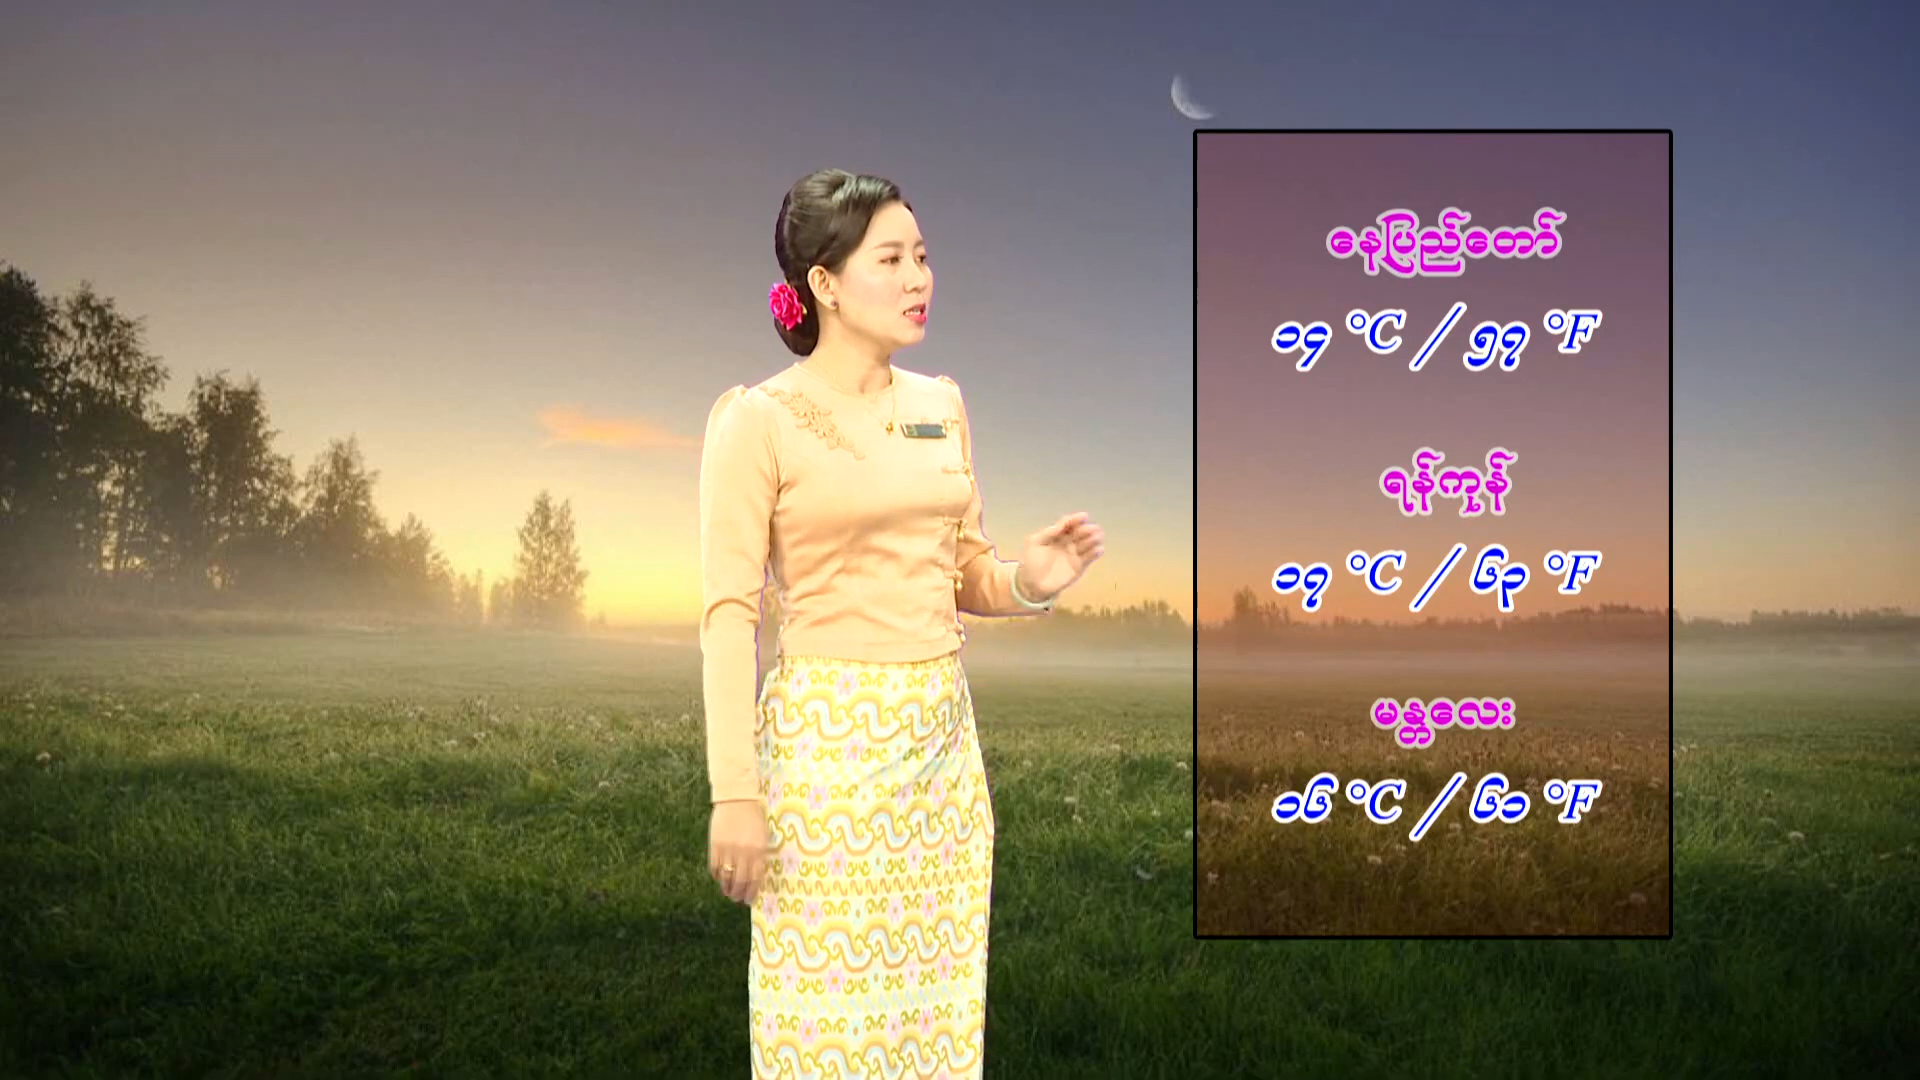 နေပြည်တော်
၁၄ °C / ၅၇ °F
ရန်ကုန်
၁၇ °C / ၆၃ °F
မန္တလေး
၁၆ °C / ၆၁ °F